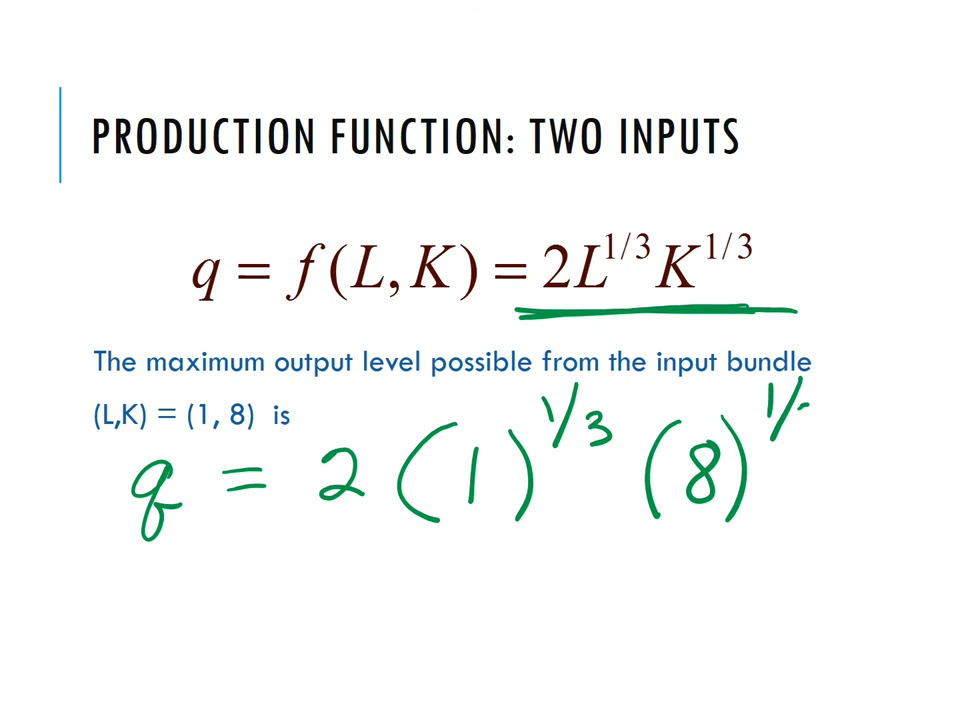 PRODUCTION FUNCTION: TWO INPUTS
q = f(L, K) = 2L^{1/3}K^{1/3}
The maximum output level possible from the input bundle
(L,K) = (1, 8) is
q = 2 (1)^{1/3} (8)^{1/